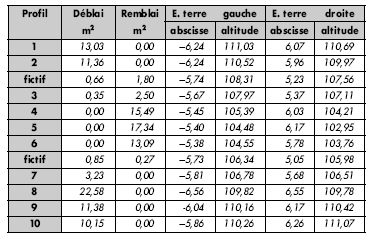 Profil Déblai Remblai E. terre gauche E. terre droite
m² m² abscisse altitude abscisse altitude
1 13,03 0,00 –6,24 111,03 6,07 110,69
2 11,36 0,00 –6,24 110,52 5,96 109,97
fictif 0,66 1,80 –5,74 108,31 5,23 107,56
3 0,35 2,50 –5,67 107,97 5,37 107,11
4 0,00 15,49 –5,45 105,39 6,03 104,21
5 0,00 17,34 –5,40 104,48 6,17 102,95
6 0,00 13,09 –5,38 104,55 5,78 103,76
fictif 0,85 0,27 –5,73 106,34 5,05 105,98
7 3,23 0,00 –5,81 106,78 5,68 106,51
8 22,58 0,00 –6,56 109,82 6,55 109,78
9 11,38 0,00 -6,04 110,16 6,17 110,42
10 10,15 0,00 –5,86 110,26 6,26 111,07